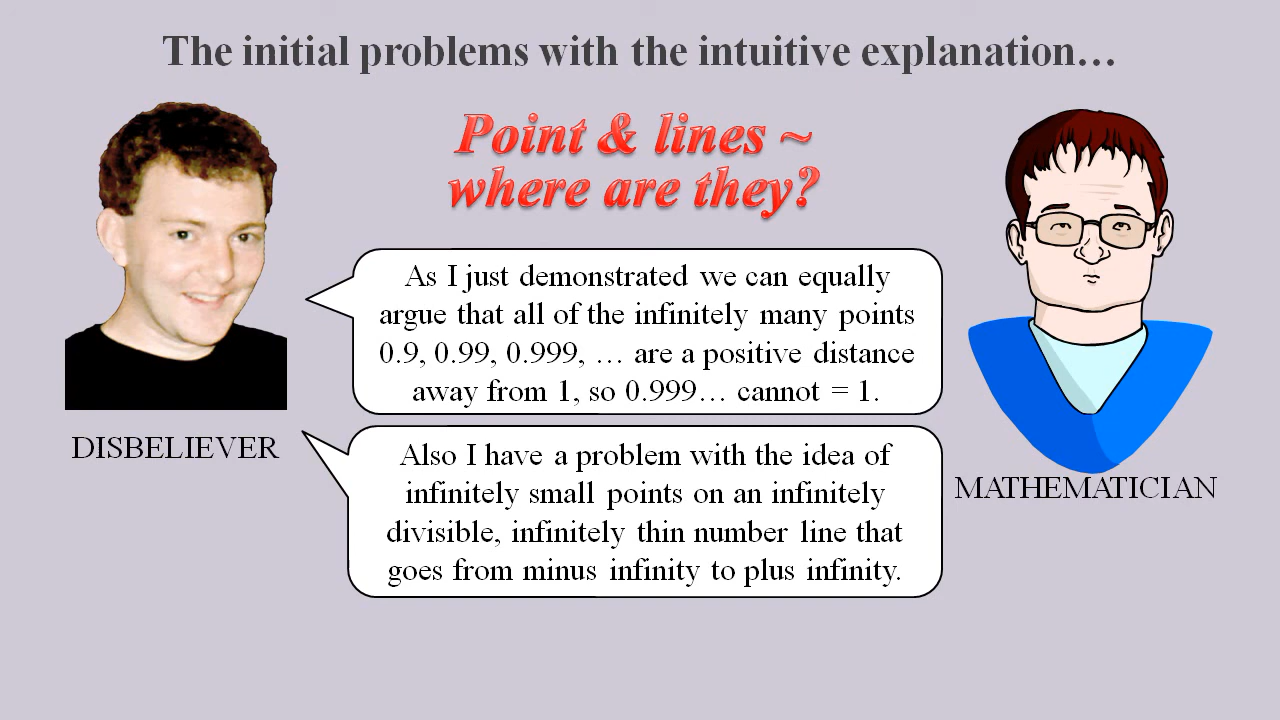 The initial problems with the intuitive explanation…
Point & lines ~
where are they?
As I just demonstrated we can equally
argue that all of the infinitely many points
0.9, 0.99, 0.999, … are a positive distance
away from 1, so 0.999… cannot = 1.
DISBELIEVER
Also I have a problem with the idea of
infinitely small points on an infinitely
divisible, infinitely thin number line that
goes from minus infinity to plus infinity.
MATHEMATICIAN